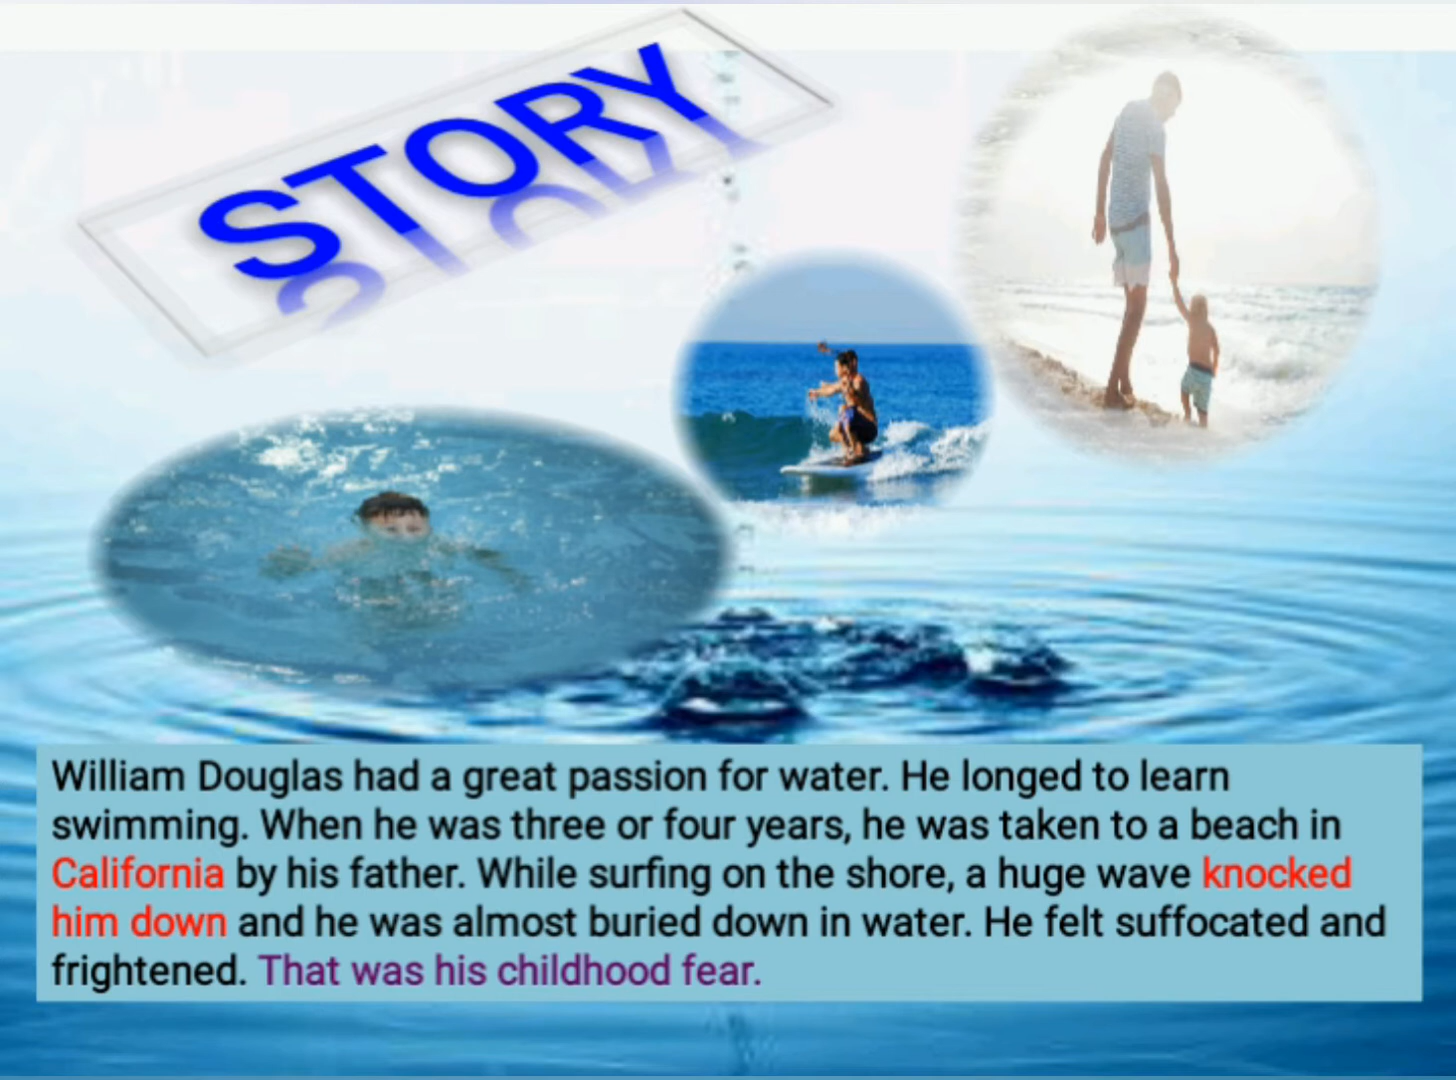 STORY
William Douglas had a great passion for water. He longed to learn
swimming. When he was three or four years, he was taken to a beach in
California by his father. While surfing on the shore, a huge wave knocked
him down and he was almost buried down in water. He felt suffocated and
frightened. That was his childhood fear.